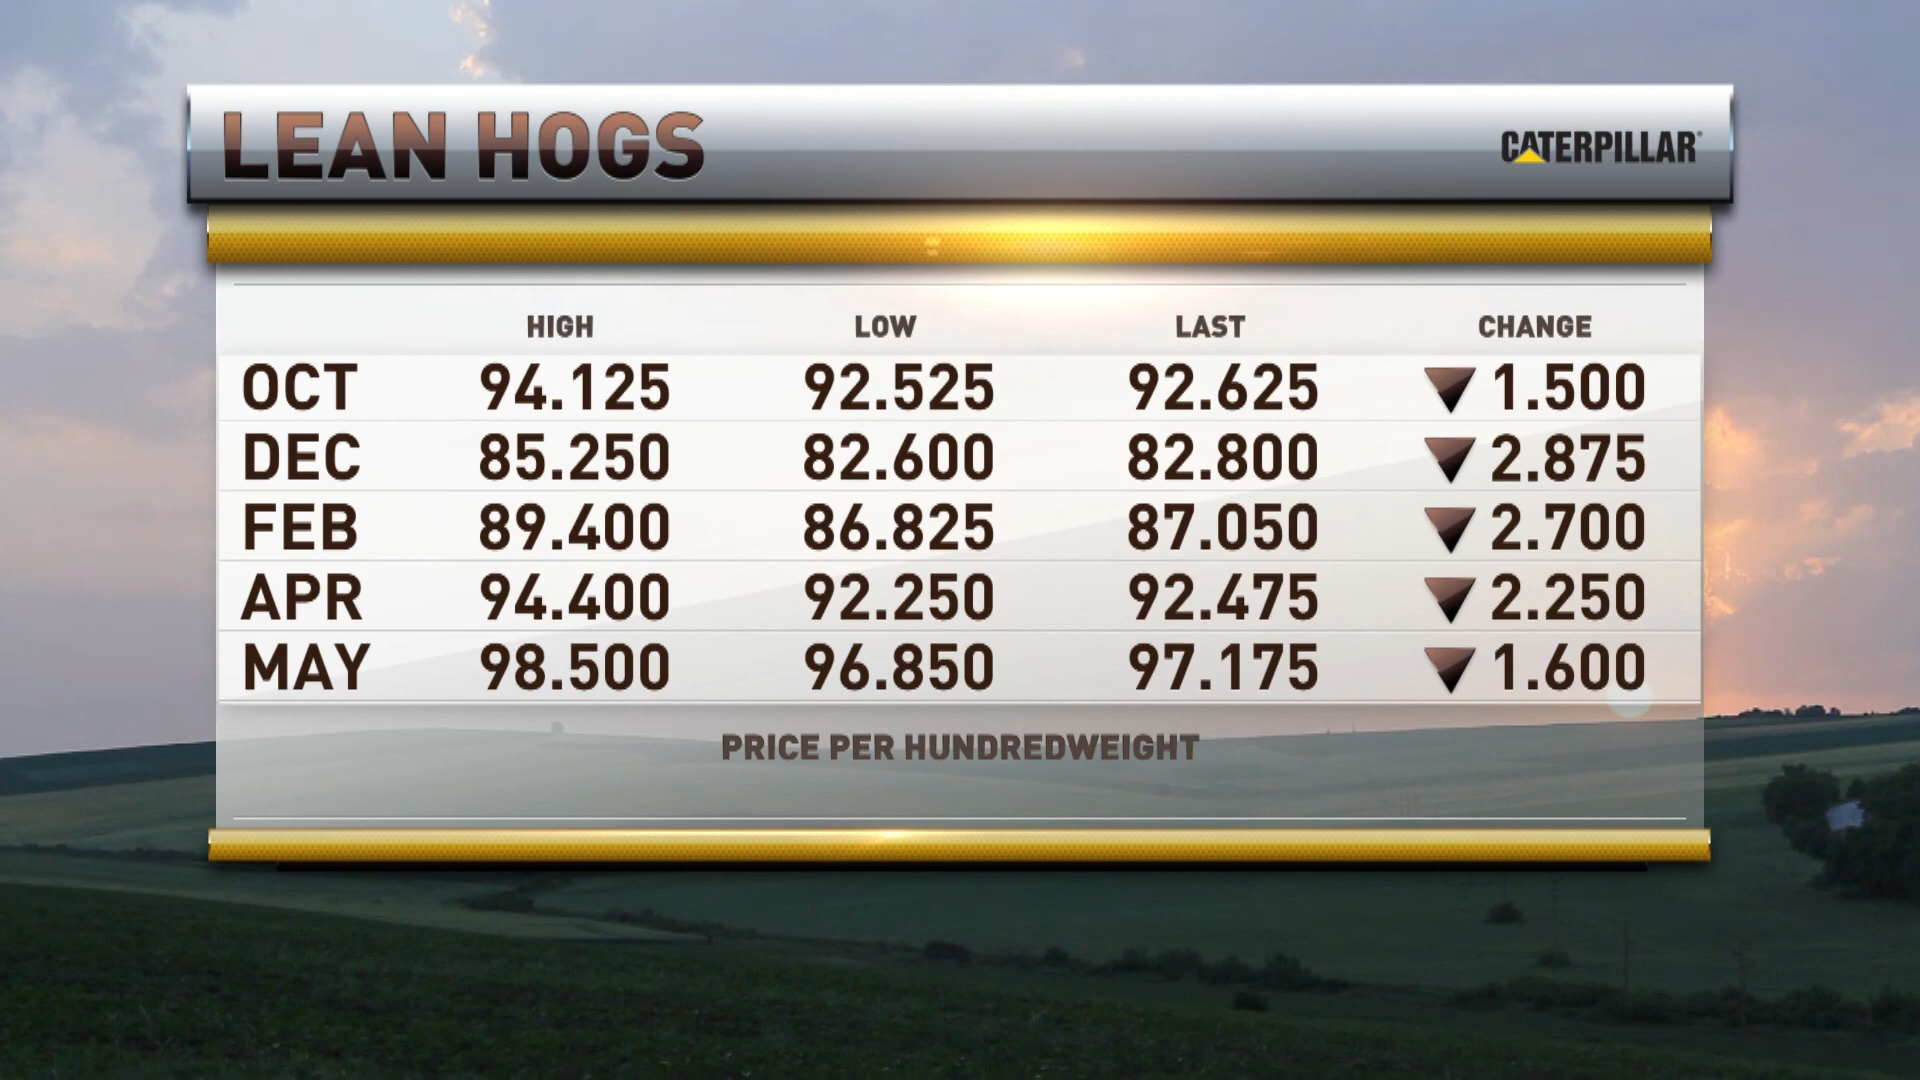 LEAN HOGS
CATERPILLAR®
HIGH LOW LAST CHANGE
OCT 94.125 92.525 92.625 ▼ 1.500
DEC 85.250 82.600 82.800 ▼ 2.875
FEB 89.400 86.825 87.050 ▼ 2.700
APR 94.400 92.250 92.475 ▼ 2.250
MAY 98.500 96.850 97.175 ▼ 1.600
PRICE PER HUNDREDWEIGHT